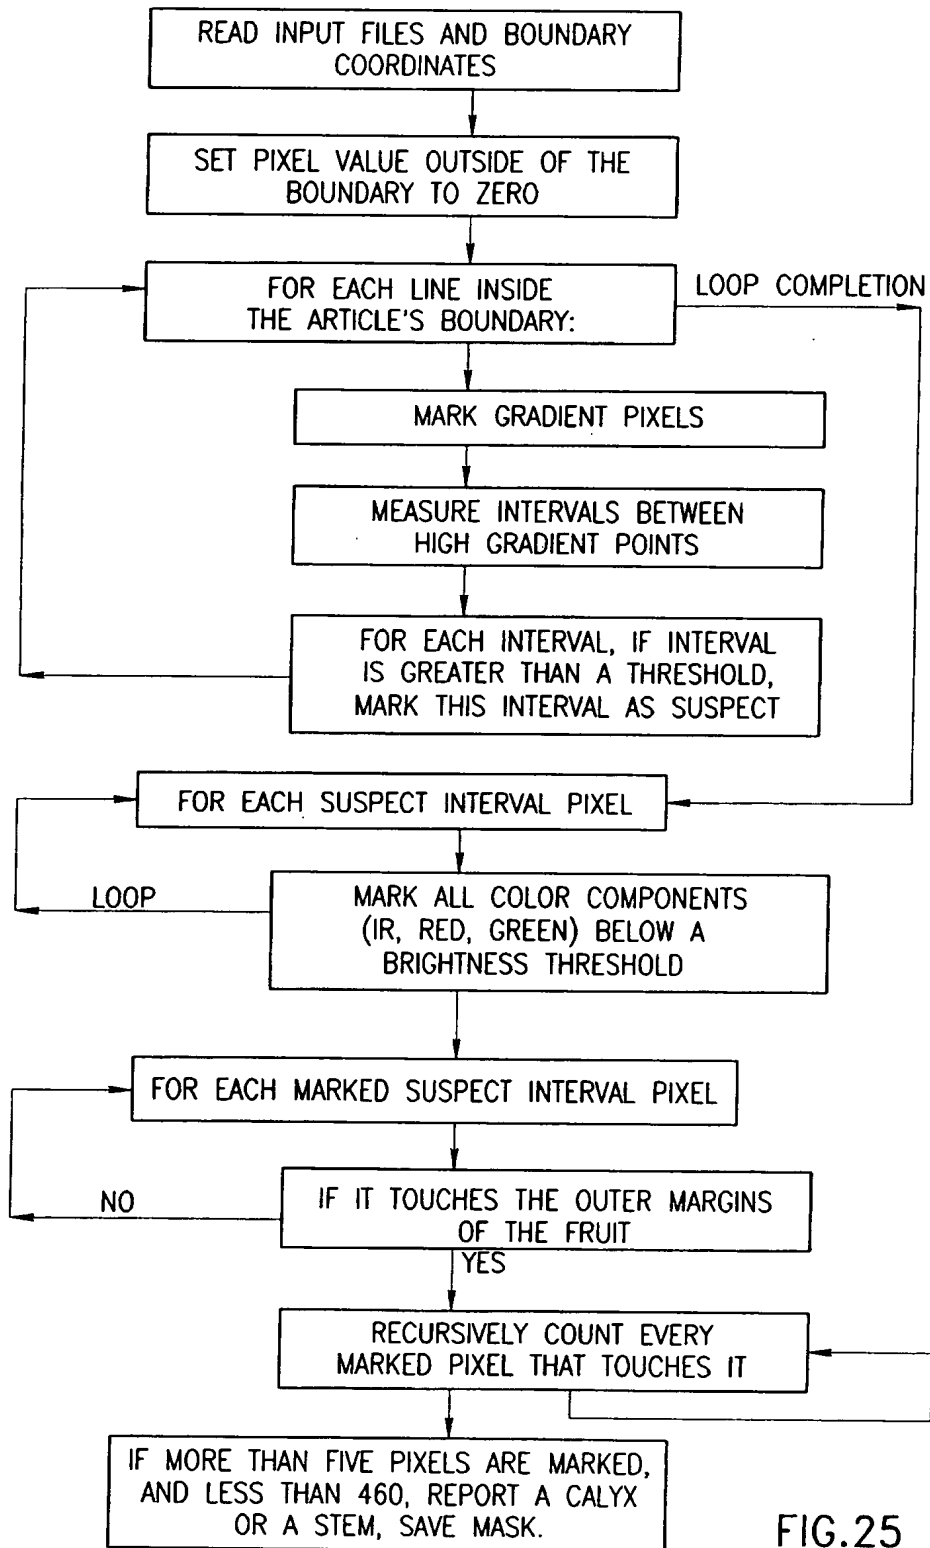 READ INPUT FILES AND BOUNDARY
COORDINATES
SET PIXEL VALUE OUTSIDE OF THE
BOUNDARY TO ZERO
FOR EACH LINE INSIDE
THE ARTICLE'S BOUNDARY:
LOOP COMPLETION
MARK GRADIENT PIXELS
MEASURE INTERVALS BETWEEN
HIGH GRADIENT POINTS
FOR EACH INTERVAL, IF INTERVAL
IS GREATER THAN A THRESHOLD,
MARK THIS INTERVAL AS SUSPECT
FOR EACH SUSPECT INTERVAL PIXEL
LOOP
MARK ALL COLOR COMPONENTS
(IR, RED, GREEN) BELOW A
BRIGHTNESS THRESHOLD
FOR EACH MARKED SUSPECT INTERVAL PIXEL
NO
IF IT TOUCHES THE OUTER MARGINS
OF THE FRUIT
YES
RECURSIVELY COUNT EVERY
MARKED PIXEL THAT TOUCHES IT
IF MORE THAN FIVE PIXELS ARE MARKED,
AND LESS THAN 460, REPORT A CALYX
OR A STEM, SAVE MASK.
FIG.25